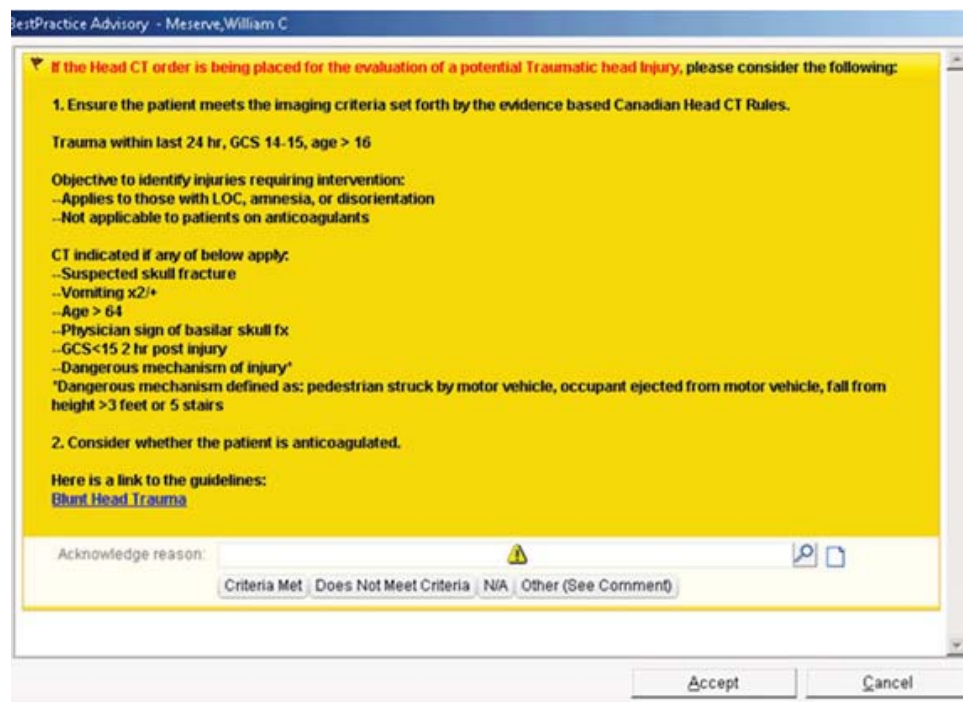 BestPractice Advisory - Meserve,William C
If the Head CT order is being placed for the evaluation of a potential Traumatic head Injury, please consider the following:
1. Ensure the patient meets the imaging criteria set forth by the evidence based Canadian Head CT Rules.
Trauma within last 24 hr, GCS 14-15, age > 16
Objective to identify injuries requiring intervention:
--Applies to those with LOC, amnesia, or disorientation
--Not applicable to patients on anticoagulants
CT indicated if any of below apply:
--Suspected skull fracture
--Vomiting x2/+
--Age > 64
--Physician sign of basilar skull fx
--GCS<15 2 hr post injury
--Dangerous mechanism of injury*
*Dangerous mechanism defined as: pedestrian struck by motor vehicle, occupant ejected from motor vehicle, fall from
height >3 feet or 5 stairs
2. Consider whether the patient is anticoagulated.
Here is a link to the guidelines:
Blunt Head Trauma
Acknowledge reason:
Criteria Met Does Not Meet Criteria N/A Other (See Comment)
Accept Cancel